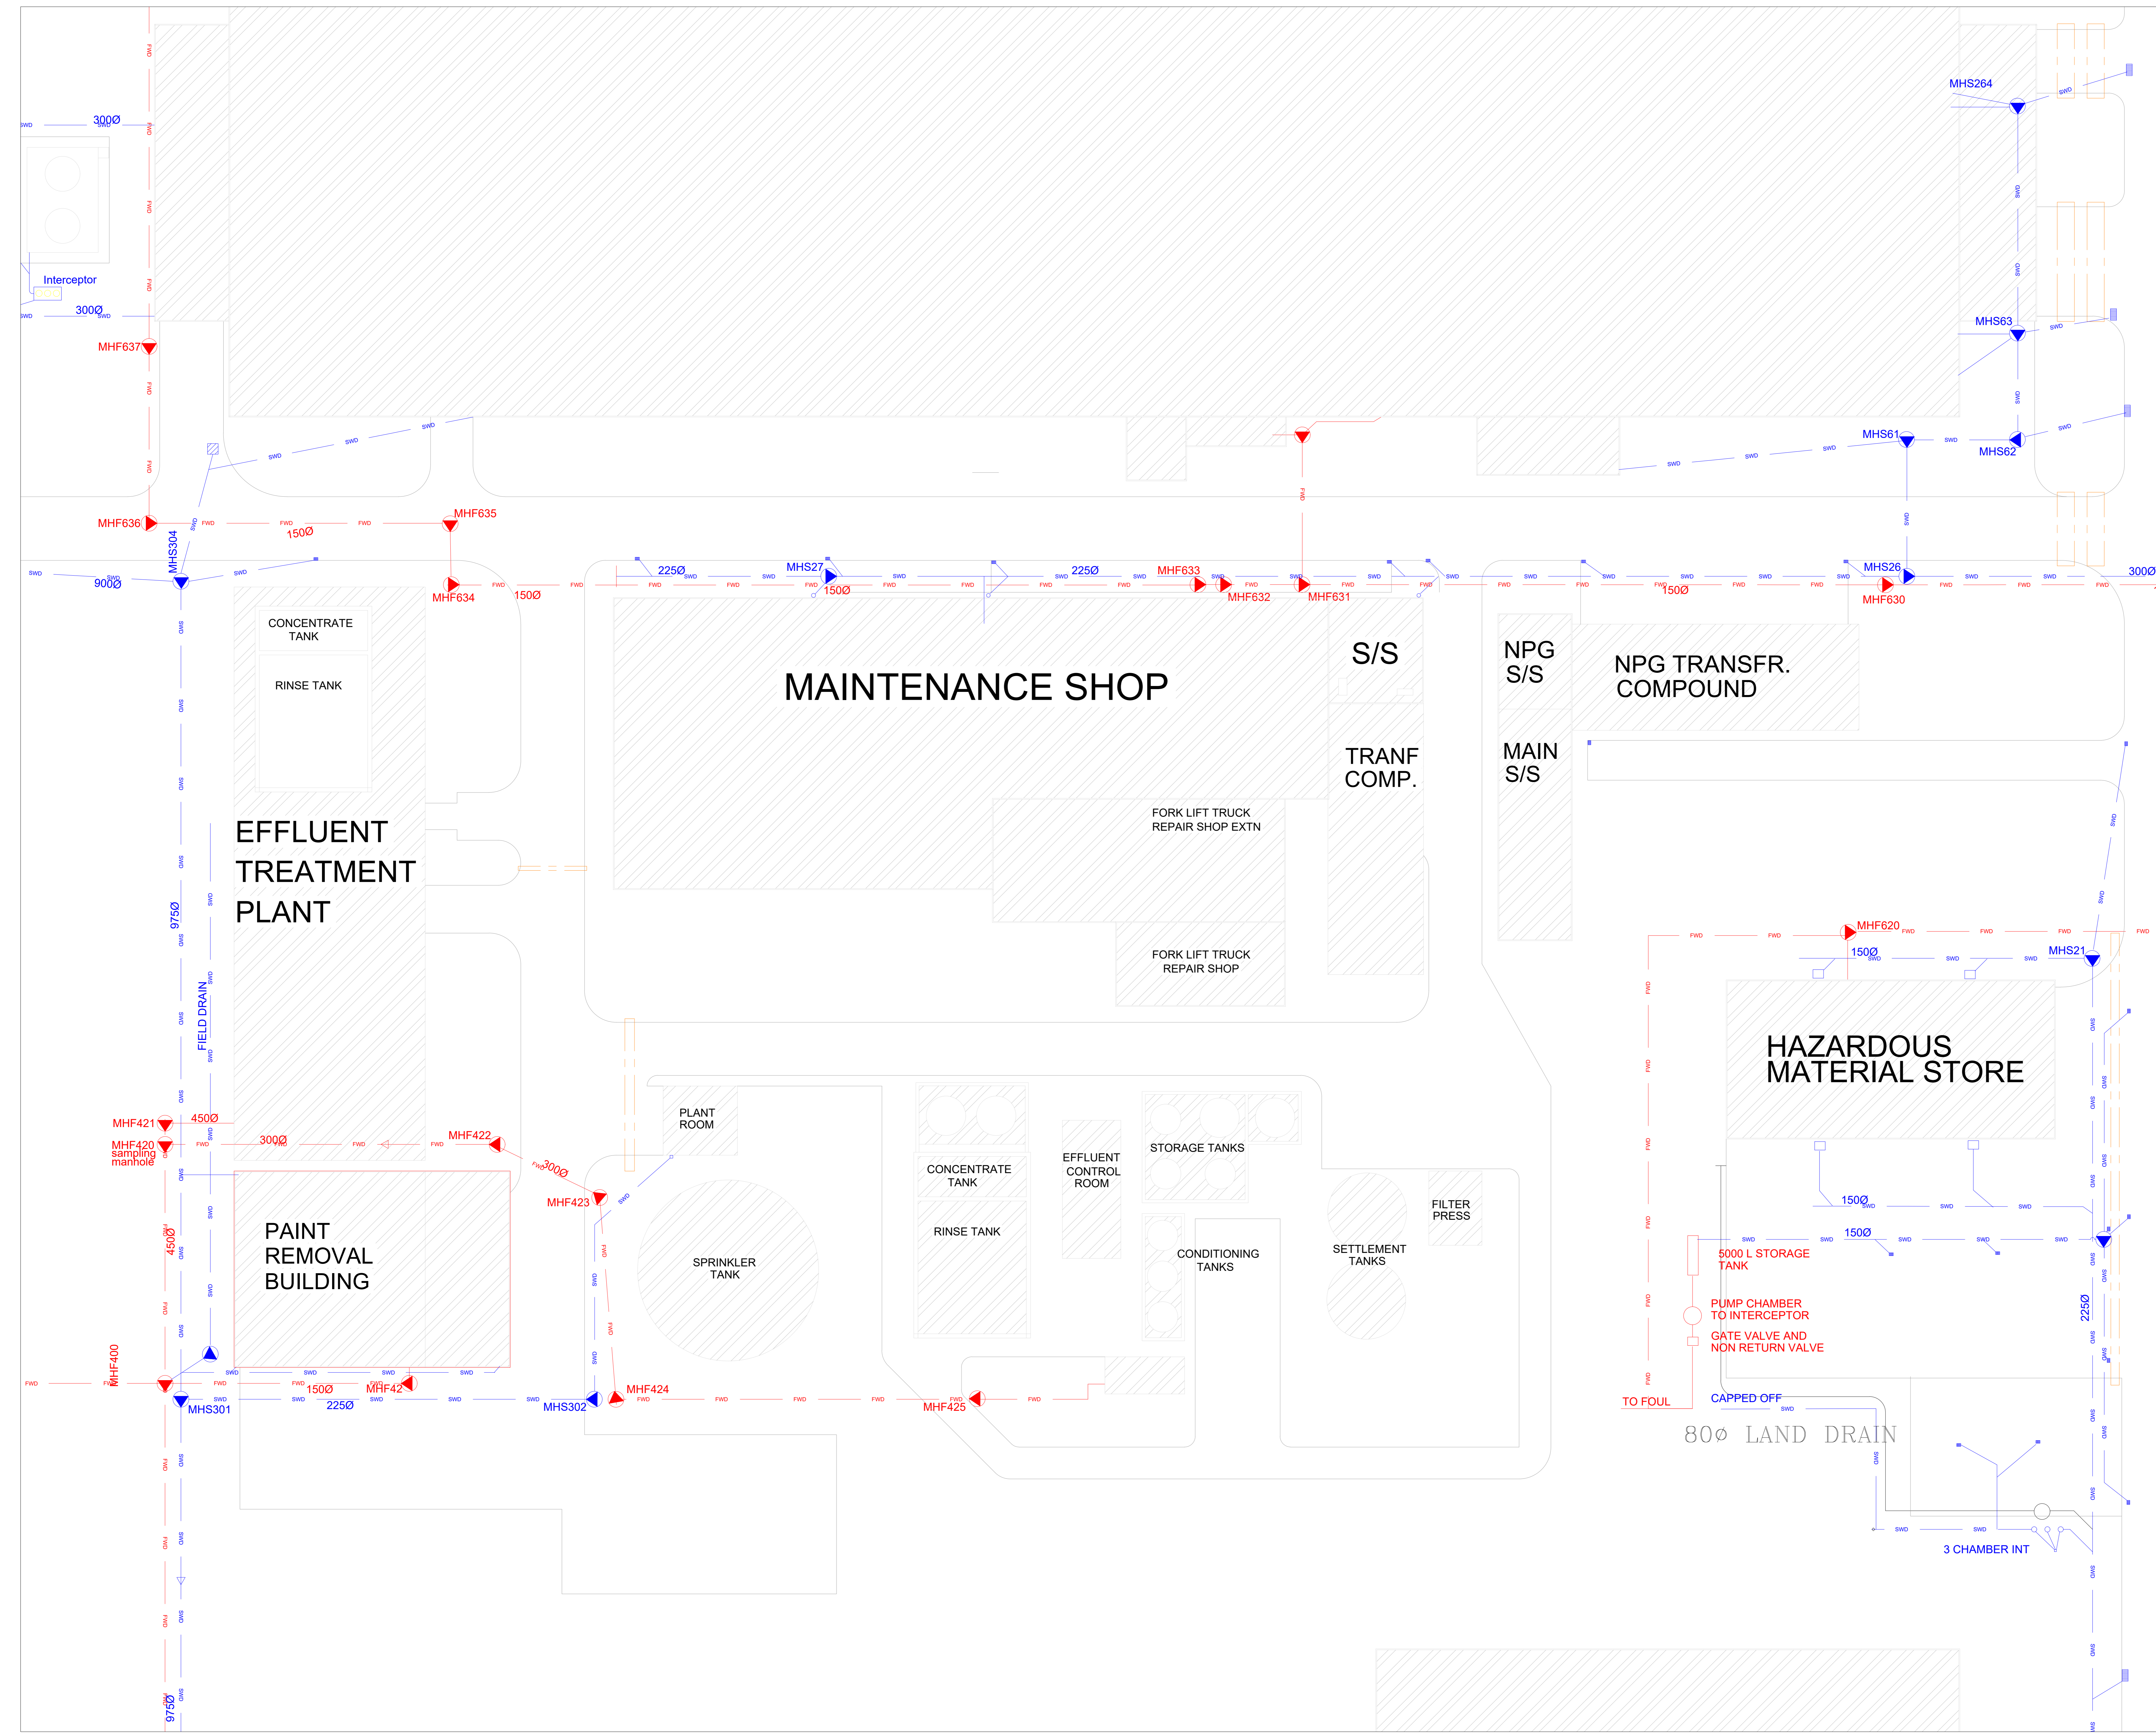 MHS264
300Ø
Interceptor
300Ø
MHS63
MHF637
MHS61
MHS62
MHF635
MHF636
150Ø
MHS304
900Ø
MHF634
150Ø
225Ø
MHS27
150Ø
225Ø
MHF633
MHF632
MHF631
150Ø
MHS26
MHF630
300Ø
CONCENTRATE
TANK
RINSE TANK
MAINTENANCE SHOP
S/S
NPG
S/S
NPG TRANSFR.
COMPOUND
TRANF
COMP.
MAIN
S/S
FORK LIFT TRUCK
REPAIR SHOP EXTN
EFFLUENT
TREATMENT
PLANT
975Ø
FIELD DRAIN
FORK LIFT TRUCK
REPAIR SHOP
MHF620
150Ø
MHS21
HAZARDOUS
MATERIAL STORE
MHF421
450Ø
MHF420
sampling
manhole
300Ø
MHF422
300Ø
MHF423
PLANT
ROOM
CONCENTRATE
TANK
RINSE TANK
EFFLUENT
CONTROL
ROOM
STORAGE TANKS
FILTER
PRESS
150Ø
150Ø
450Ø
PAINT
REMOVAL
BUILDING
SPRINKLER
TANK
CONDITIONING
TANKS
SETTLEMENT
TANKS
5000 L STORAGE
TANK
PUMP CHAMBER
TO INTERCEPTOR
GATE VALVE AND
NON RETURN VALVE
225Ø
MHF400
150Ø
MHF42
MHS301
225Ø
MHS302
MHF424
MHF425
TO FOUL
CAPPED OFF
80ø LAND DRAIN
3 CHAMBER INT
975Ø
FWD
SWD